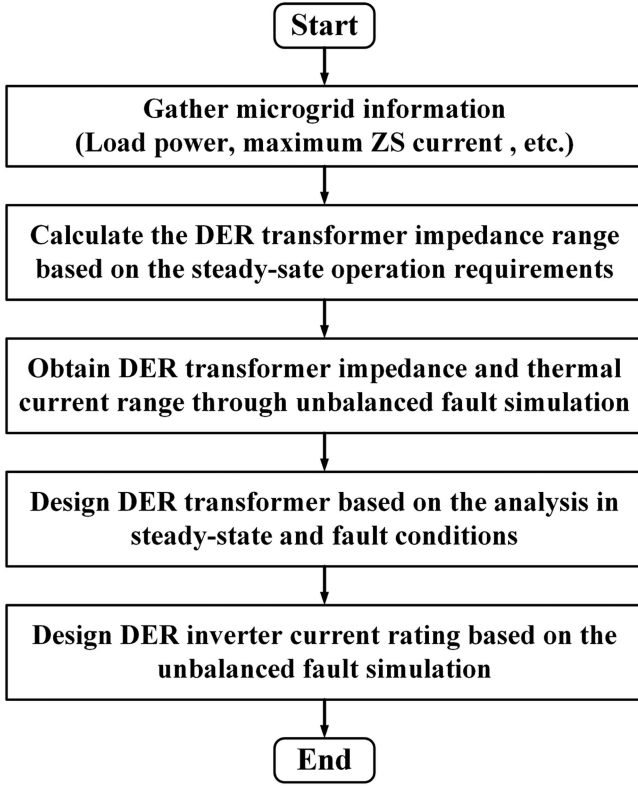 Start
Gather microgrid information
(Load power, maximum ZS current , etc.)
Calculate the DER transformer impedance range
based on the steady-sate operation requirements
Obtain DER transformer impedance and thermal
current range through unbalanced fault simulation
Design DER transformer based on the analysis in
steady-state and fault conditions
Design DER inverter current rating based on the
unbalanced fault simulation
End